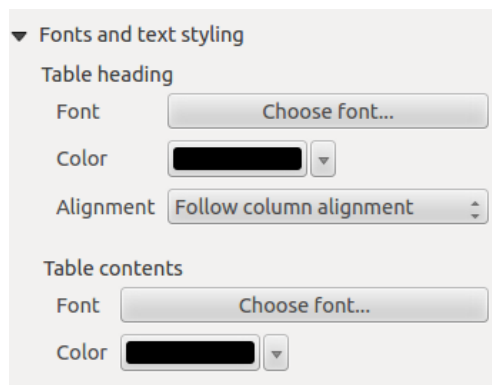 Fonts and text styling
Table heading
Font Choose font...
Color
Alignment Follow column alignment
Table contents
Font Choose font...
Color